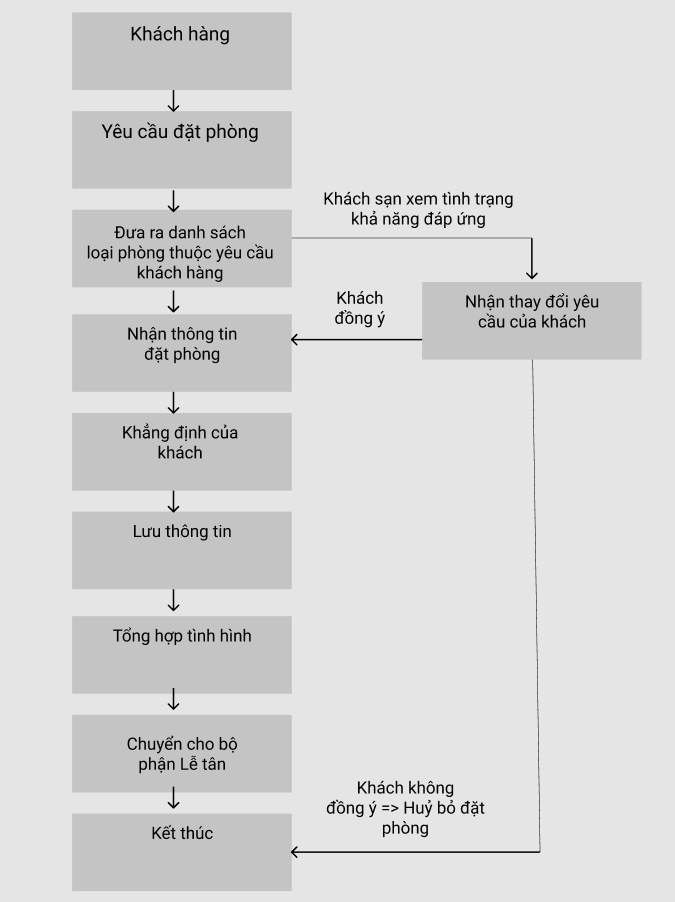 Khách hàng
Yêu cầu đặt phòng
Khách sạn xem tình trạng
khả năng đáp ứng
Đưa ra danh sách
loại phòng thuộc yêu cầu
khách hàng
Nhận thay đổi yêu
cầu của khách
Khách
đồng ý
Nhận thông tin
đặt phòng
Khẳng định của
khách
Lưu thông tin
Tổng hợp tình hình
Chuyển cho bộ
phận Lễ tân
Khách không
đồng ý => Huỷ bỏ đặt
phòng
Kết thúc